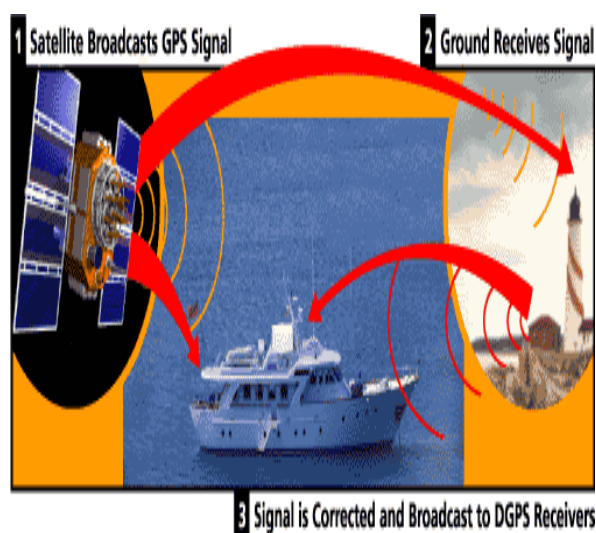 1 Satellite Broadcasts GPS Signal
2 Ground Receives Signal
3 Signal is Corrected and Broadcast to DGPS Receivers